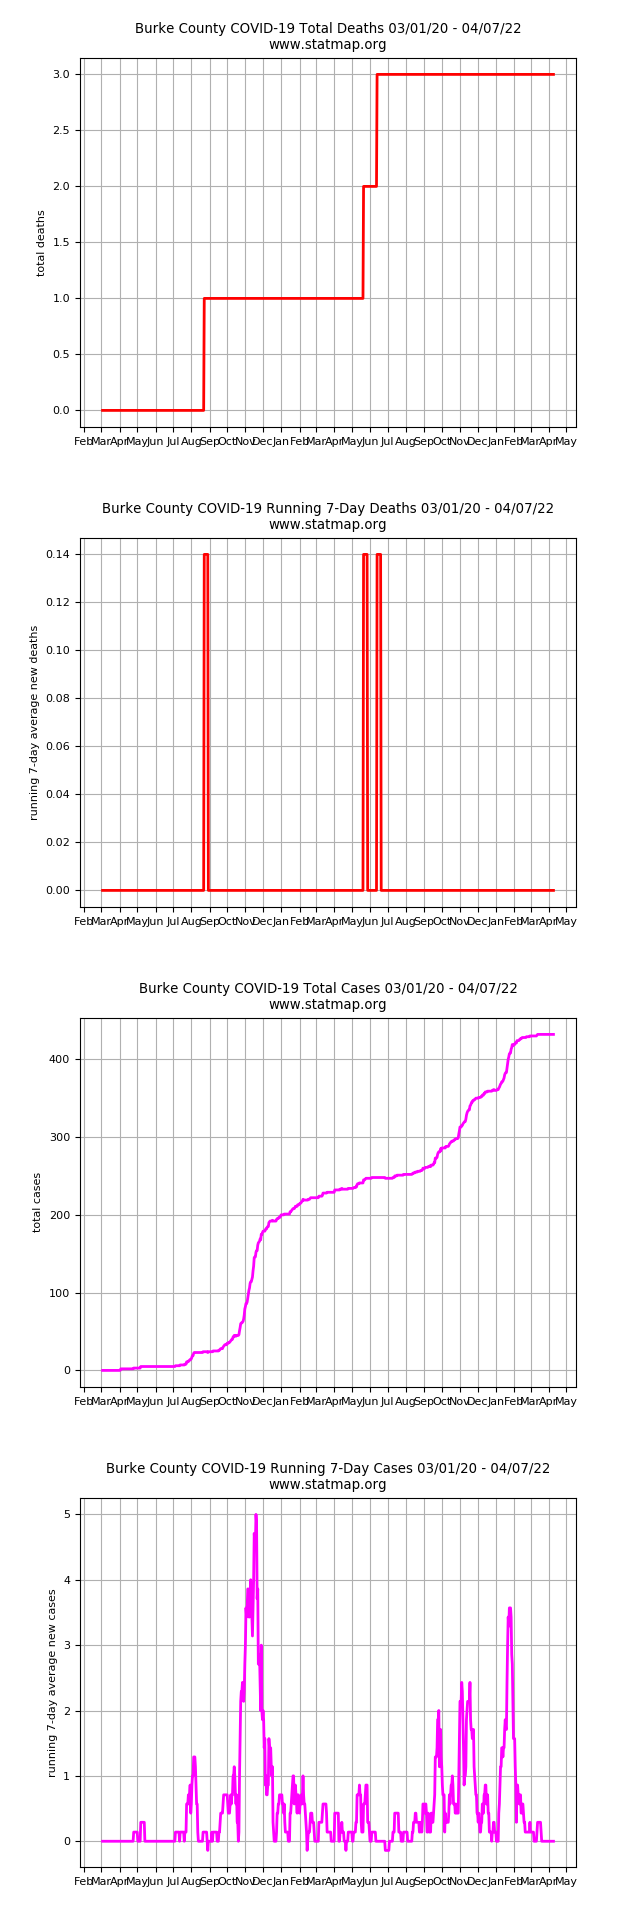 Burke County COVID-19 Total Deaths 03/01/20 - 04/07/22
www.statmap.org
3.0
2.5
2.0
1.5
1.0
0.5
0.0
total deaths
Feb Mar Apr May Jun Jul Aug Sep Oct Nov Dec Jan Feb Mar Apr May Jun Jul Aug Sep Oct Nov Dec Jan Feb Mar Apr May
Burke County COVID-19 Running 7-Day Deaths 03/01/20 - 04/07/22
www.statmap.org
0.14
0.12
0.10
0.08
0.06
0.04
0.02
0.00
running 7-day average new deaths
Feb Mar Apr May Jun Jul Aug Sep Oct Nov Dec Jan Feb Mar Apr May Jun Jul Aug Sep Oct Nov Dec Jan Feb Mar Apr May
Burke County COVID-19 Total Cases 03/01/20 - 04/07/22
www.statmap.org
400
300
200
100
0
total cases
Feb Mar Apr May Jun Jul Aug Sep Oct Nov Dec Jan Feb Mar Apr May Jun Jul Aug Sep Oct Nov Dec Jan Feb Mar Apr May
Burke County COVID-19 Running 7-Day Cases 03/01/20 - 04/07/22
www.statmap.org
5
4
3
2
1
0
running 7-day average new cases
Feb Mar Apr May Jun Jul Aug Sep Oct Nov Dec Jan Feb Mar Apr May Jun Jul Aug Sep Oct Nov Dec Jan Feb Mar Apr May